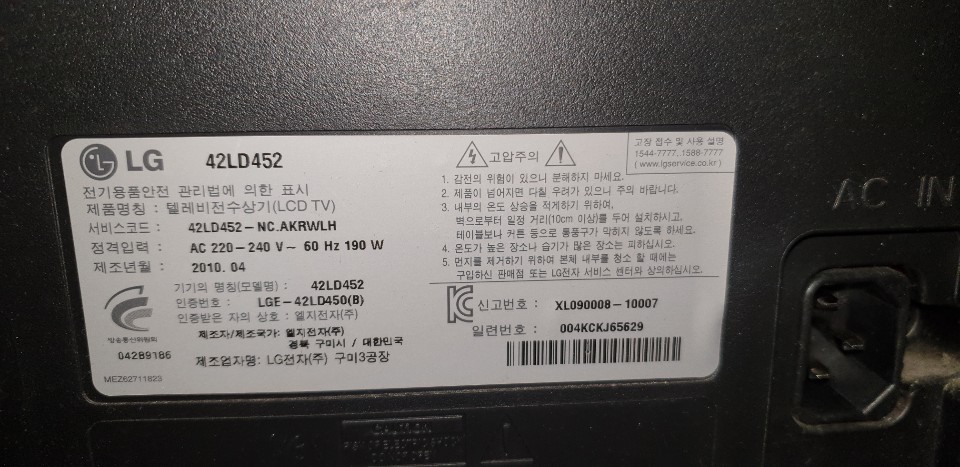 LG 42LD452
전기용품안전 관리법에 의한 표시
제품명칭 : 텔레비전수상기(LCD TV)
서비스코드 : 42LD452-NC.AKRWLH
정격입력 : AC 220-240 V~ 60 Hz 190 W
제조년월 : 2010. 04
기기의 명칭(모델명) : 42LD452
인증번호 : LGE-42LD450(B)
인증받은 자의 상호 : 엘지전자(주)
방송통신위원회
제조자/제조국가: 엘지전자(주)
경북 구미시 / 대한민국
04289186
제조업자명 : LG전자(주) 구미3공장
MEZ62711823
고압주의
고장 접수 및 사용 설명
1544-7777, 1588-7777
( www.lgservice.co.kr )
1. 감전의 위험이 있으니 분해하지 마세요.
2. 제품이 넘어지면 다칠 우려가 있으니 주의 바랍니다.
3. 내부의 온도 상승을 적게하기 위하여,
벽으로부터 일정 거리(10cm 이상)를 두어 설치하시고,
테이블보나 커튼 등으로 통풍구가 막히지 않도록 하세요.
4. 온도가 높은 장소나 습기가 많은 장소는 피하십시오.
5. 먼지를 제거하기 위하여 본체 내부를 청소 할 때에는
구입하신 판매점 또는 LG전자 서비스 센터와 상의하십시오.
신고번호 : XL090008-10007
일련번호 : 004KCKJ65629
AC IN
CAUTION